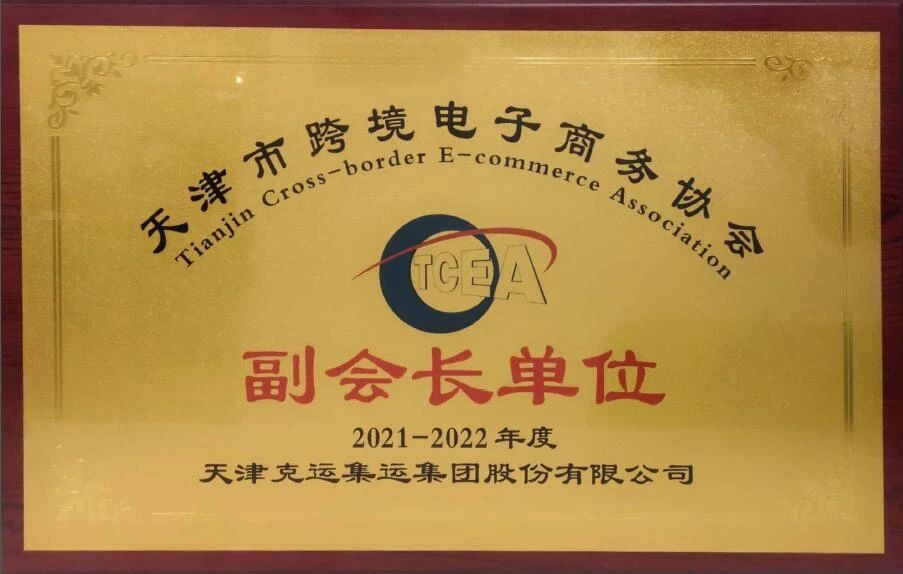 天津市跨境电子商务协会
Tianjin Cross-border E-commerce Association
TCEA
副会长单位
2021-2022年度
天津克运集运集团股份有限公司